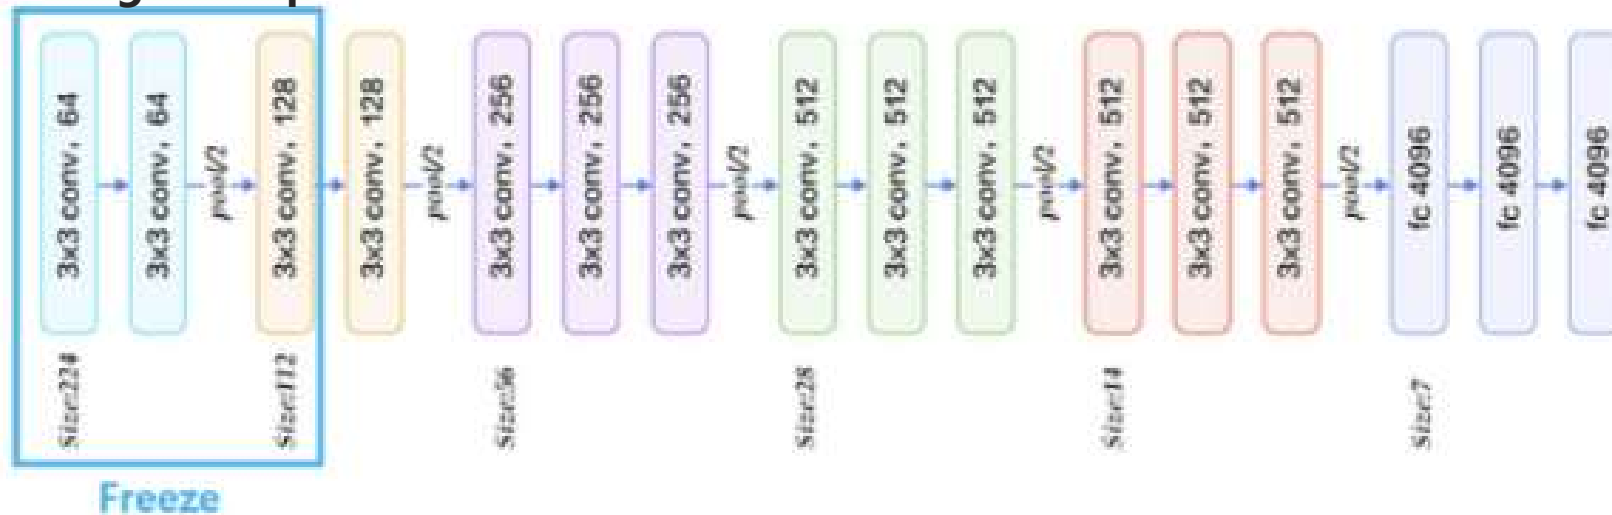 3x3 conv, 64
3x3 conv, 64
pool/2
3x3 conv, 128
3x3 conv, 128
pool/2
3x3 conv, 256
3x3 conv, 256
3x3 conv, 256
pool/2
3x3 conv, 512
3x3 conv, 512
3x3 conv, 512
pool/2
3x3 conv, 512
3x3 conv, 512
3x3 conv, 512
pool/2
fc 4096
fc 4096
fc 4096
Size:224
Size:112
Size:56
Size:28
Size:14
Size:7
Freeze